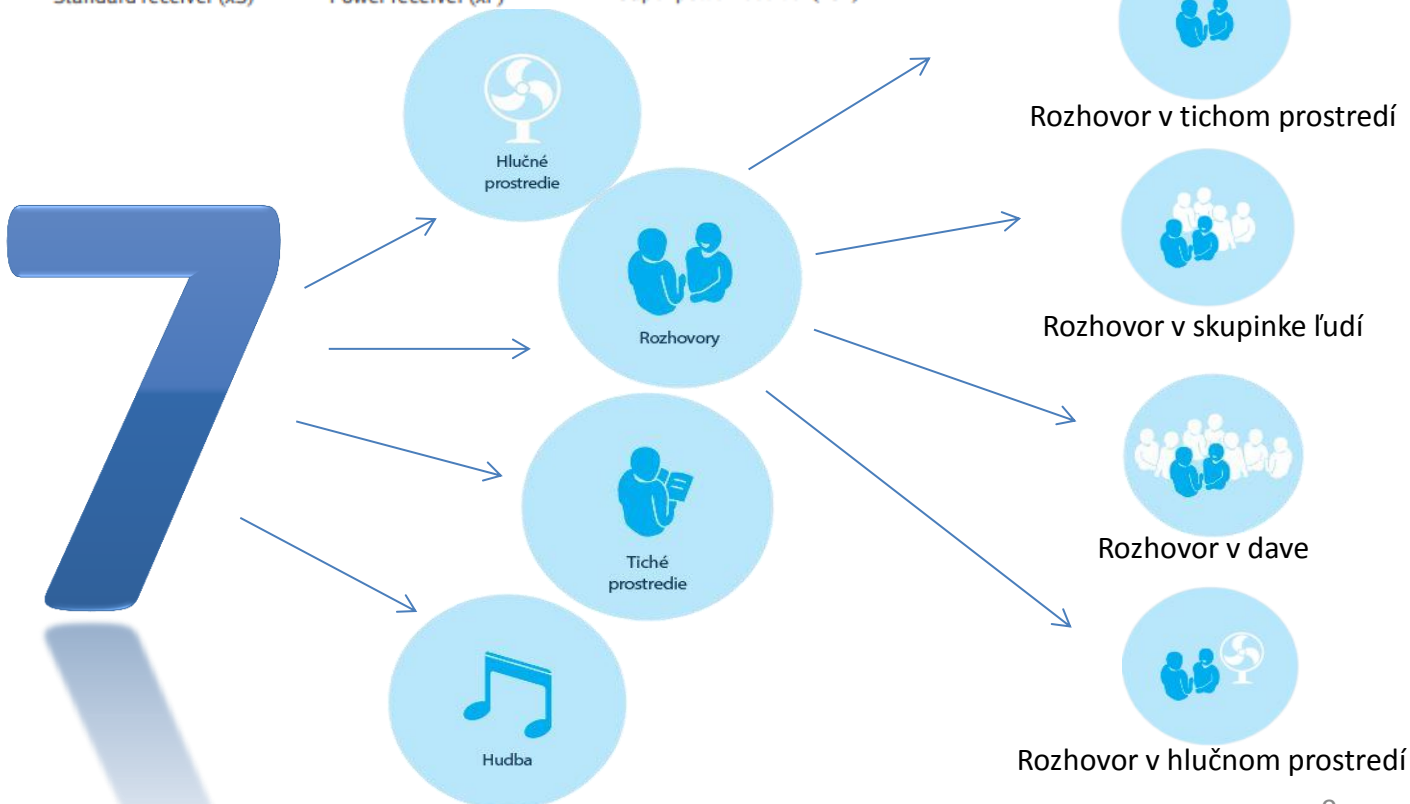 7
Hlučné
prostredie
Rozhovory
Tiché
prostredie
Hudba
Rozhovor v tichom prostredí
Rozhovor v skupinke ľudí
Rozhovor v dave
Rozhovor v hlučnom prostredí